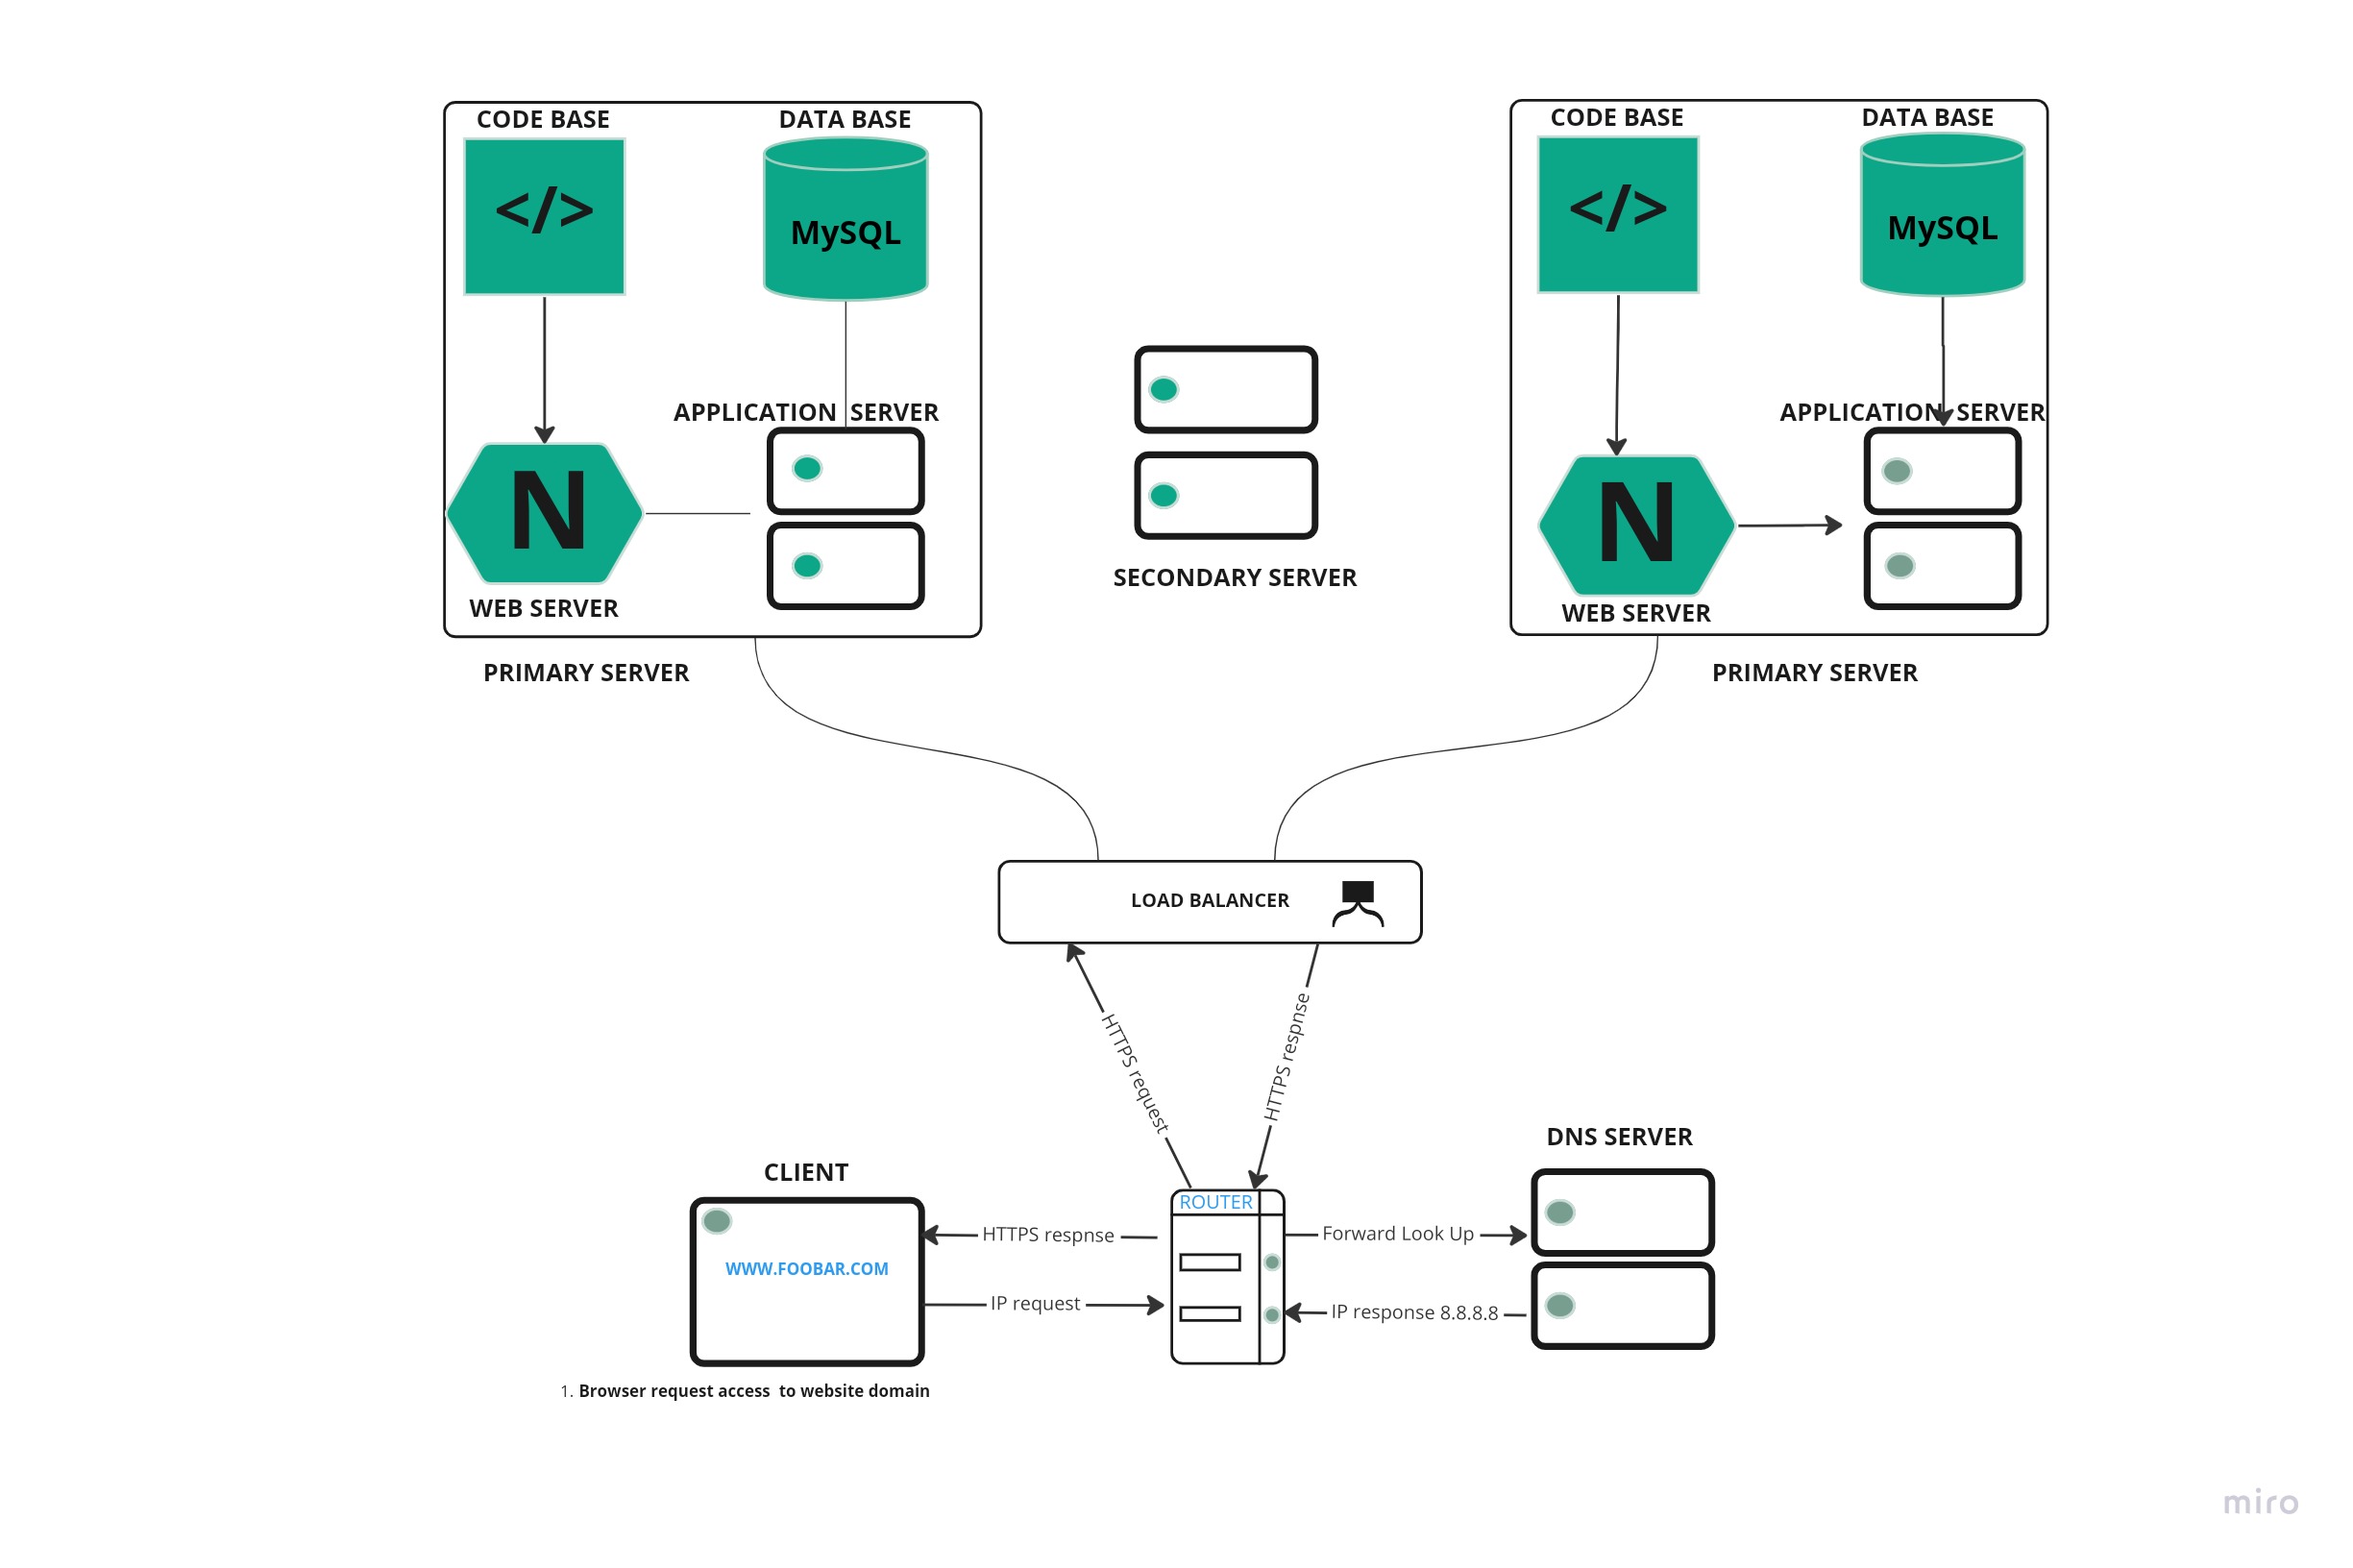 CODE BASE
DATA BASE
</>
MySQL
APPLICATION SERVER
N
WEB SERVER
PRIMARY SERVER
SECONDARY SERVER
CODE BASE
DATA BASE
</>
MySQL
APPLICATION SERVER
N
WEB SERVER
PRIMARY SERVER
LOAD BALANCER
HTTPS request
HTTPS respnse
CLIENT
WWW.FOOBAR.COM
HTTPS respnse
IP request
ROUTER
Forward Look Up
IP response 8.8.8.8
DNS SERVER
1. Browser request access to website domain
miro